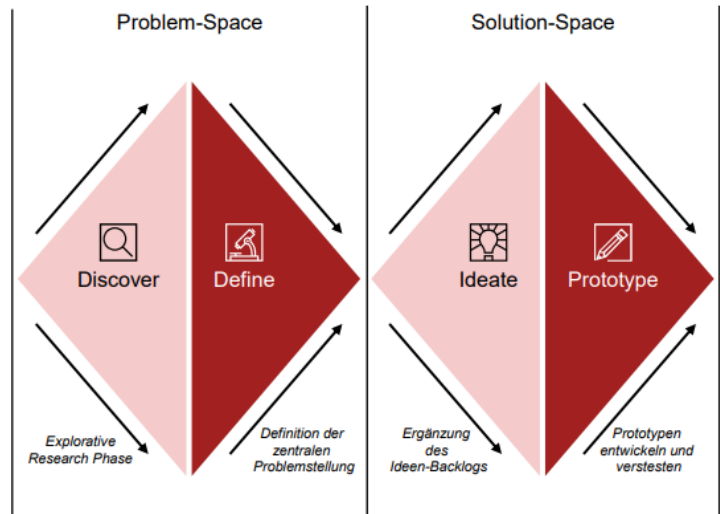 Problem-Space
Solution-Space
Discover
Define
Ideate
Prototype
Explorative
Research Phase
Definition der
zentralen
Problemstellung
Ergänzung
des
Ideen-Backlogs
Prototypen
entwickeln und
vertesten